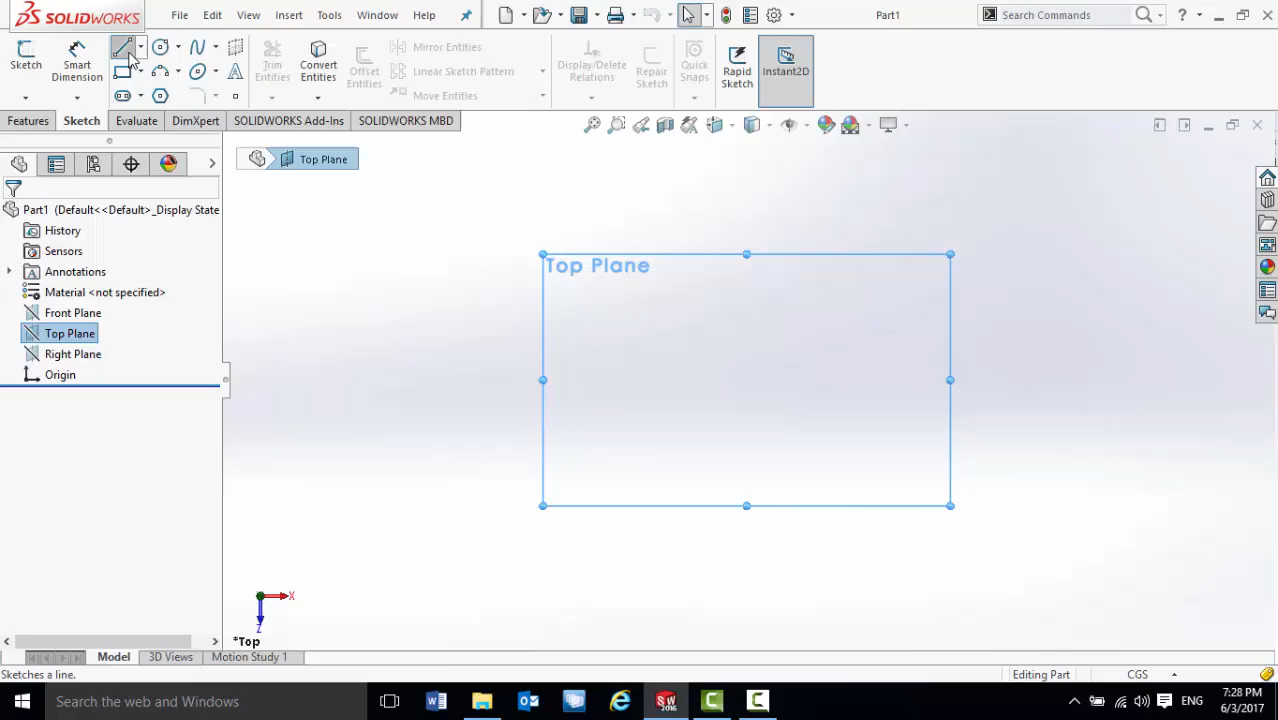 SOLIDWORKS File Edit View Insert Tools Window Help Part1 Search Commands ?
Sketch Smart Dimension Trim Entities Convert Entities Offset Entities Mirror Entities Linear Sketch Pattern Move Entities Display/Delete Relations Repair Sketch Quick Snaps Rapid Sketch Instant2D
Features Sketch Evaluate DimXpert SOLIDWORKS Add-Ins SOLIDWORKS MBD
Top Plane
Part1 (Default<<Default>_Display State
History
Sensors
Annotations
Material <not specified>
Front Plane
Top Plane
Right Plane
Origin
Top Plane
X
Z
*Top
Model 3D Views Motion Study 1
Sketches a line. Editing Part CGS
Search the web and Windows SW 2016 ENG 7:28 PM
6/3/2017